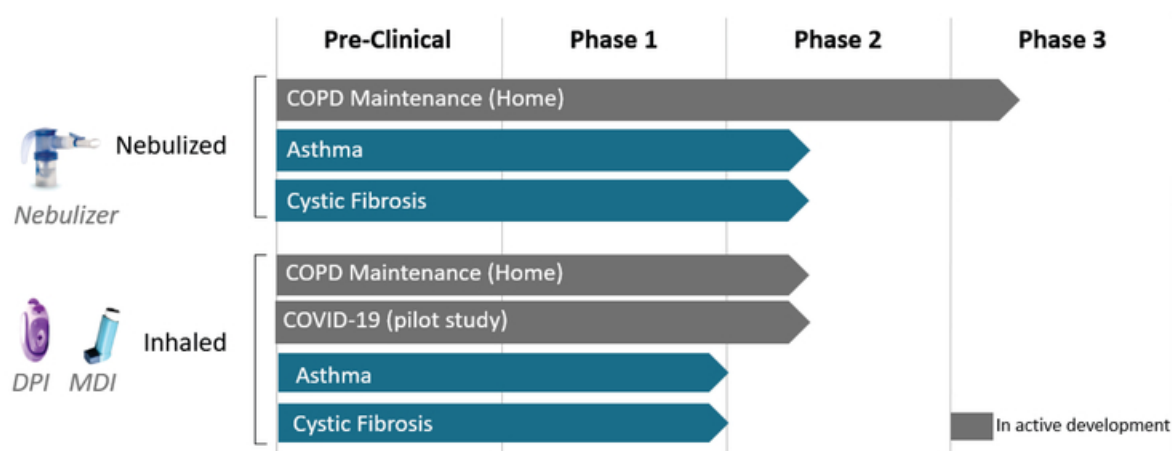 Pre-Clinical Phase 1 Phase 2 Phase 3
COPD Maintenance (Home)
Nebulized
Asthma
Cystic Fibrosis
Nebulizer
COPD Maintenance (Home)
COVID-19 (pilot study)
Inhaled
DPI MDI
Asthma
Cystic Fibrosis
In active development